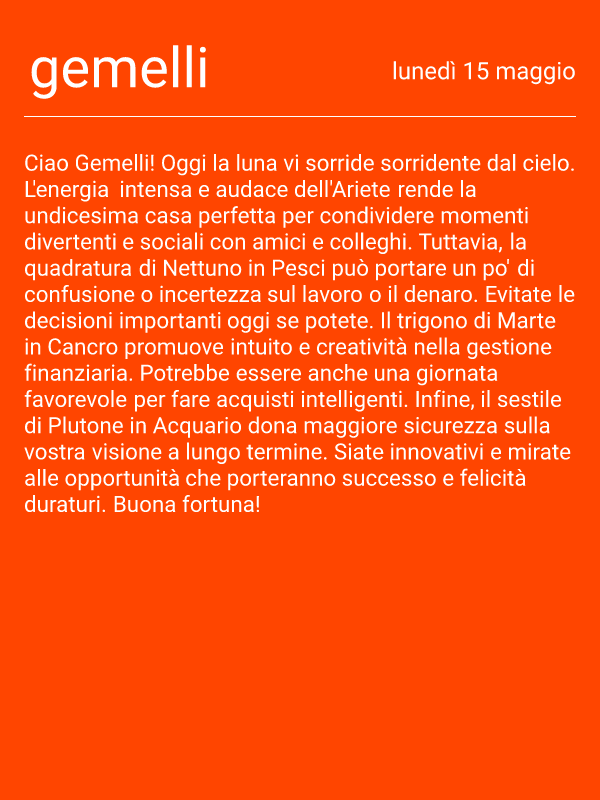 gemelli
lunedì 15 maggio
Ciao Gemelli! Oggi la luna vi sorride sorridente dal cielo.
L'energia  intensa e audace dell'Ariete rende la
undicesima casa perfetta per condividere momenti
divertenti e sociali con amici e colleghi. Tuttavia, la
quadratura di Nettuno in Pesci può portare un po' di
confusione o incertezza sul lavoro o il denaro. Evitate le
decisioni importanti oggi se potete. Il trigono di Marte
in Cancro promuove intuito e creatività nella gestione
finanziaria. Potrebbe essere anche una giornata
favorevole per fare acquisti intelligenti. Infine, il sestile
di Plutone in Acquario dona maggiore sicurezza sulla
vostra visione a lungo termine. Siate innovativi e mirate
alle opportunità che porteranno successo e felicità
duraturi. Buona fortuna!